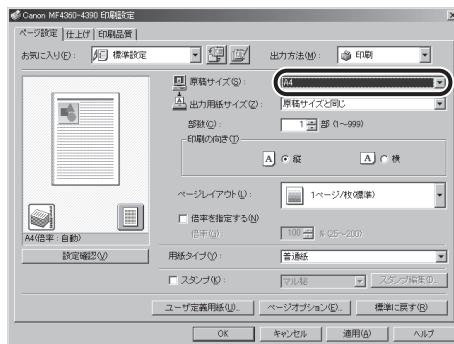 Canon MF4360-4390 印刷設定
ページ設定 仕上げ 印刷品質
お気に入り(F): 標準設定 出力方法(M): 印刷
原稿サイズ(S): A4
出力用紙サイズ(Z): 原稿サイズと同じ
部数(C): 1 部 (1~999)
印刷の向き(T)
A 縦 A 横
ページレイアウト(L): 1ページ/枚(標準)
倍率を指定する(N)
倍率(G): 100 % (25~200)
A4(倍率:自動)
設定確認(V) 用紙タイプ(Y): 普通紙
スタンプ(K): マル秘 スタンプ編集(D)...
ユーザ定義用紙(U)... ページオプション(E)... 標準に戻す(R)
OK キャンセル 適用(A) ヘルプ